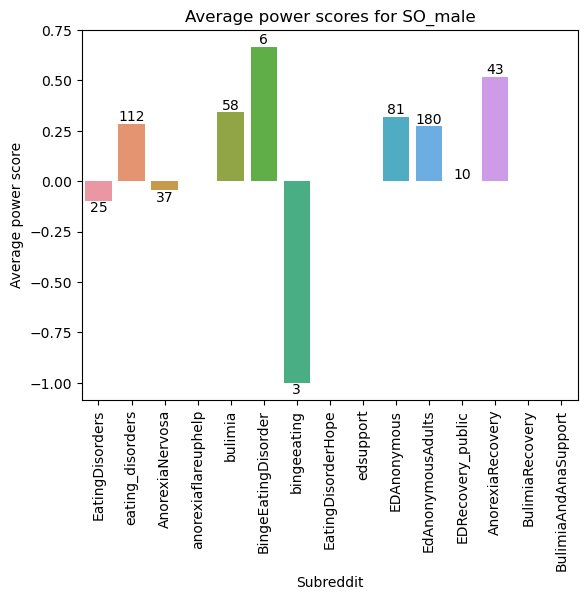 Average power scores for SO_male
Average power score
0.75
0.50
0.25
0.00
−0.25
−0.50
−0.75
−1.00
25
112
37
58
6
3
81
180
10
43
EatingDisorders
eating_disorders
AnorexiaNervosa
anorexiaflareuphelp
bulimia
BingeEatingDisorder
bingeeating
EatingDisorderHope
edsupport
EDAnonymous
EdAnonymousAdults
EDRecovery_public
AnorexiaRecovery
BulimiaRecovery
BulimiaAndAnaSupport
Subreddit